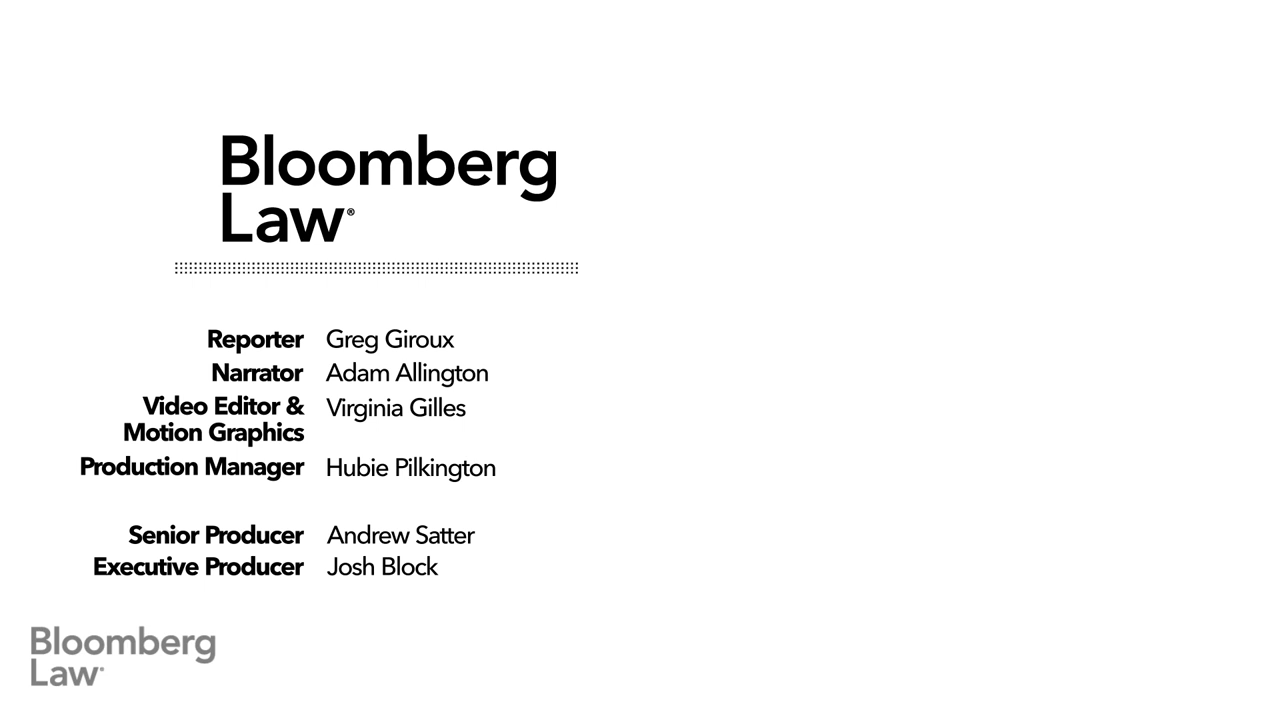 Bloomberg
Law®
Reporter Greg Giroux
Narrator Adam Allington
Video Editor & Virginia Gilles
Motion Graphics
Production Manager Hubie Pilkington
Senior Producer Andrew Satter
Executive Producer Josh Block
Bloomberg
Law®